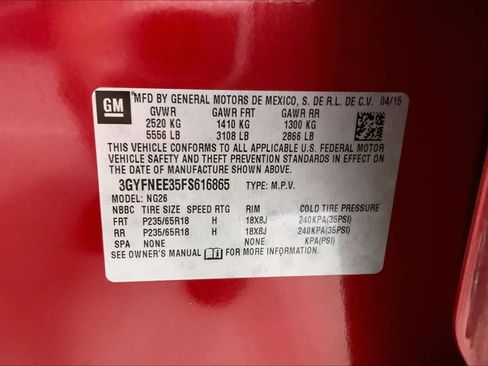 GM
MFD BY GENERAL MOTORS DE MEXICO, S. DE R.L. DE C.V. 04/15
GVWR GAWR FRT GAWR RR
2520 KG 1410 KG 1300 KG
5556 LB 3108 LB 2866 LB
THIS VEHICLE CONFORMS TO ALL APPLICABLE U.S. FEDERAL MOTOR
VEHICLE SAFETY AND THEFT PREVENTION STANDARDS IN EFFECT ON THE
DATE OF MANUFACTURE SHOWN ABOVE.
3GYFNEE35FS616865 TYPE: M.P.V.
MODEL: NG26
NBBC TIRE SIZE SPEED RTG RIM COLD TIRE PRESSURE
FRT P235/65R18 H 18X8J 240KPA(35PSI)
RR P235/65R18 H 18X8J 240KPA(35PSI)
SPA NONE NONE KPA(PSI)
SEE OWNER'S MANUAL FOR MORE INFORMATION.